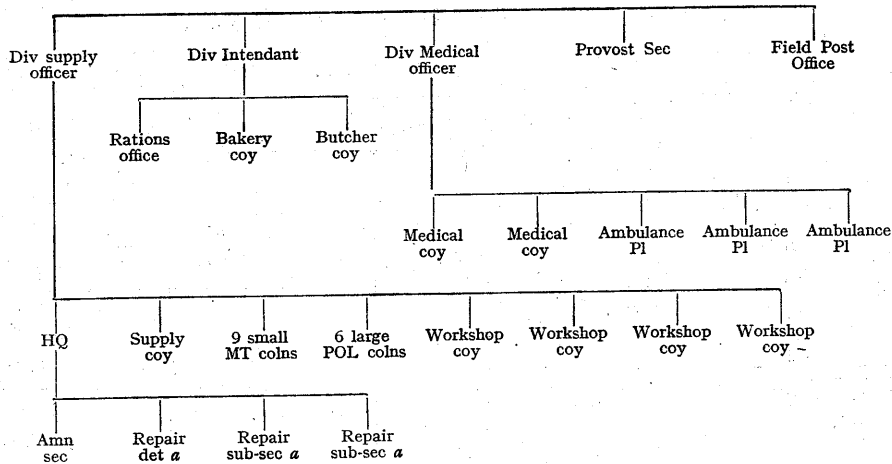 Div supply
officer
Div Intendant
Div Medical
officer
Provost Sec
Field Post
Office
Rations
office
Bakery
coy
Butcher
coy
Medical
coy
Medical
coy
Ambulance
Pl
Ambulance
Pl
Ambulance
Pl
HQ
Supply
coy
9 small
MT colns
6 large
POL colns
Workshop
coy
Workshop
coy
Workshop
coy
Workshop
coy
Amn
sec
Repair
det a
Repair
sub-sec a
Repair
sub-sec a